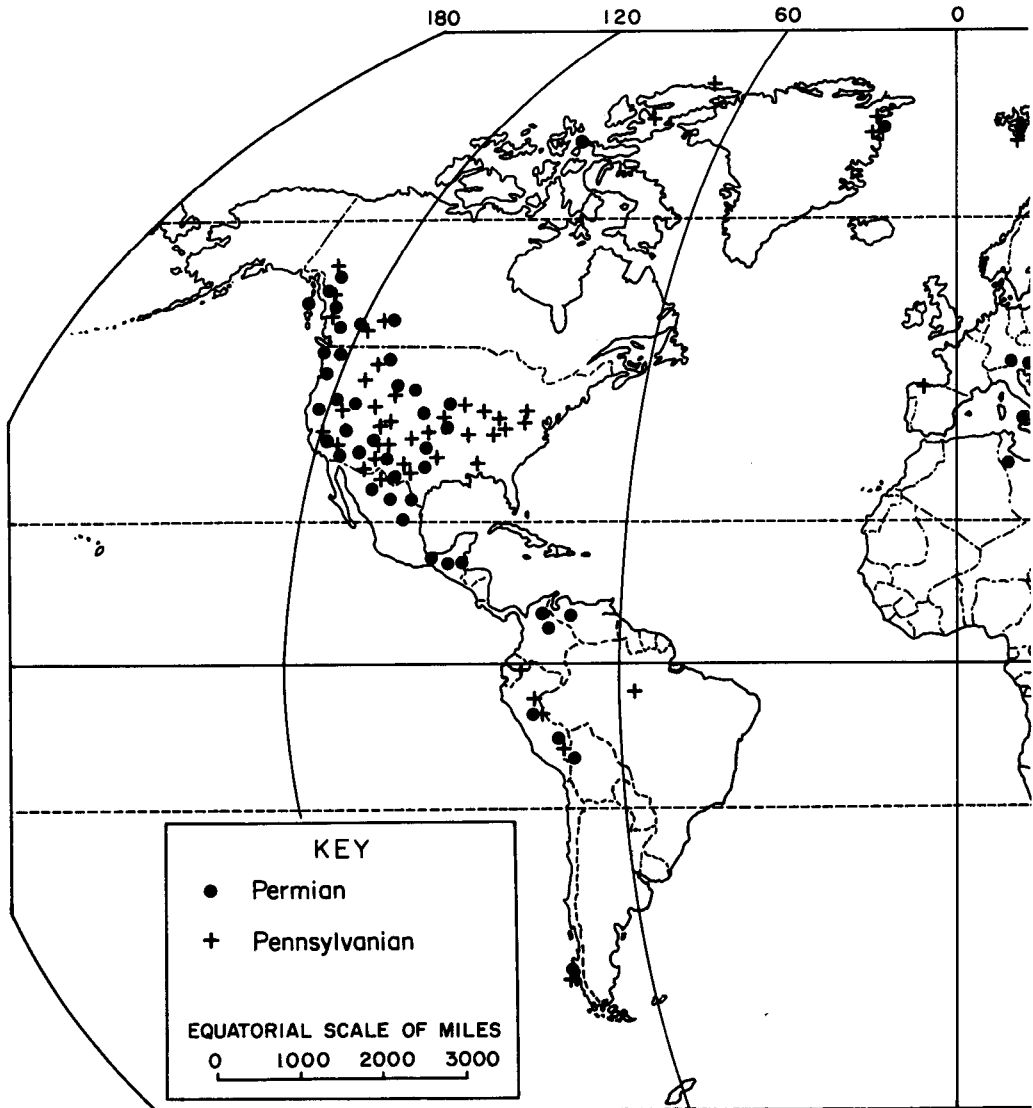 180 120 60 0
KEY
Permian
Pennsylvanian
EQUATORIAL SCALE OF MILES
0 1000 2000 3000